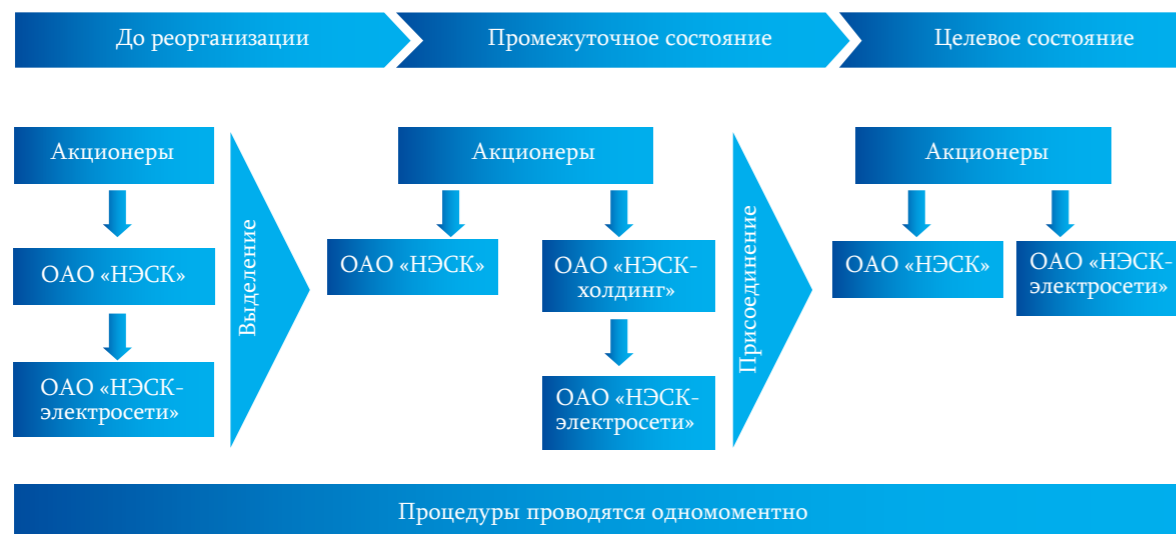 До реорганизации
Промежуточное состояние
Целевое состояние
Акционеры
ОАО «НЭСК»
ОАО «НЭСК-
электросети»
Выделение
Акционеры
ОАО «НЭСК»
ОАО «НЭСК-
холдинг»
ОАО «НЭСК-
электросети»
Присоединение
Акционеры
ОАО «НЭСК»
ОАО «НЭСК-
электросети»
Процедуры проводятся одномоментно